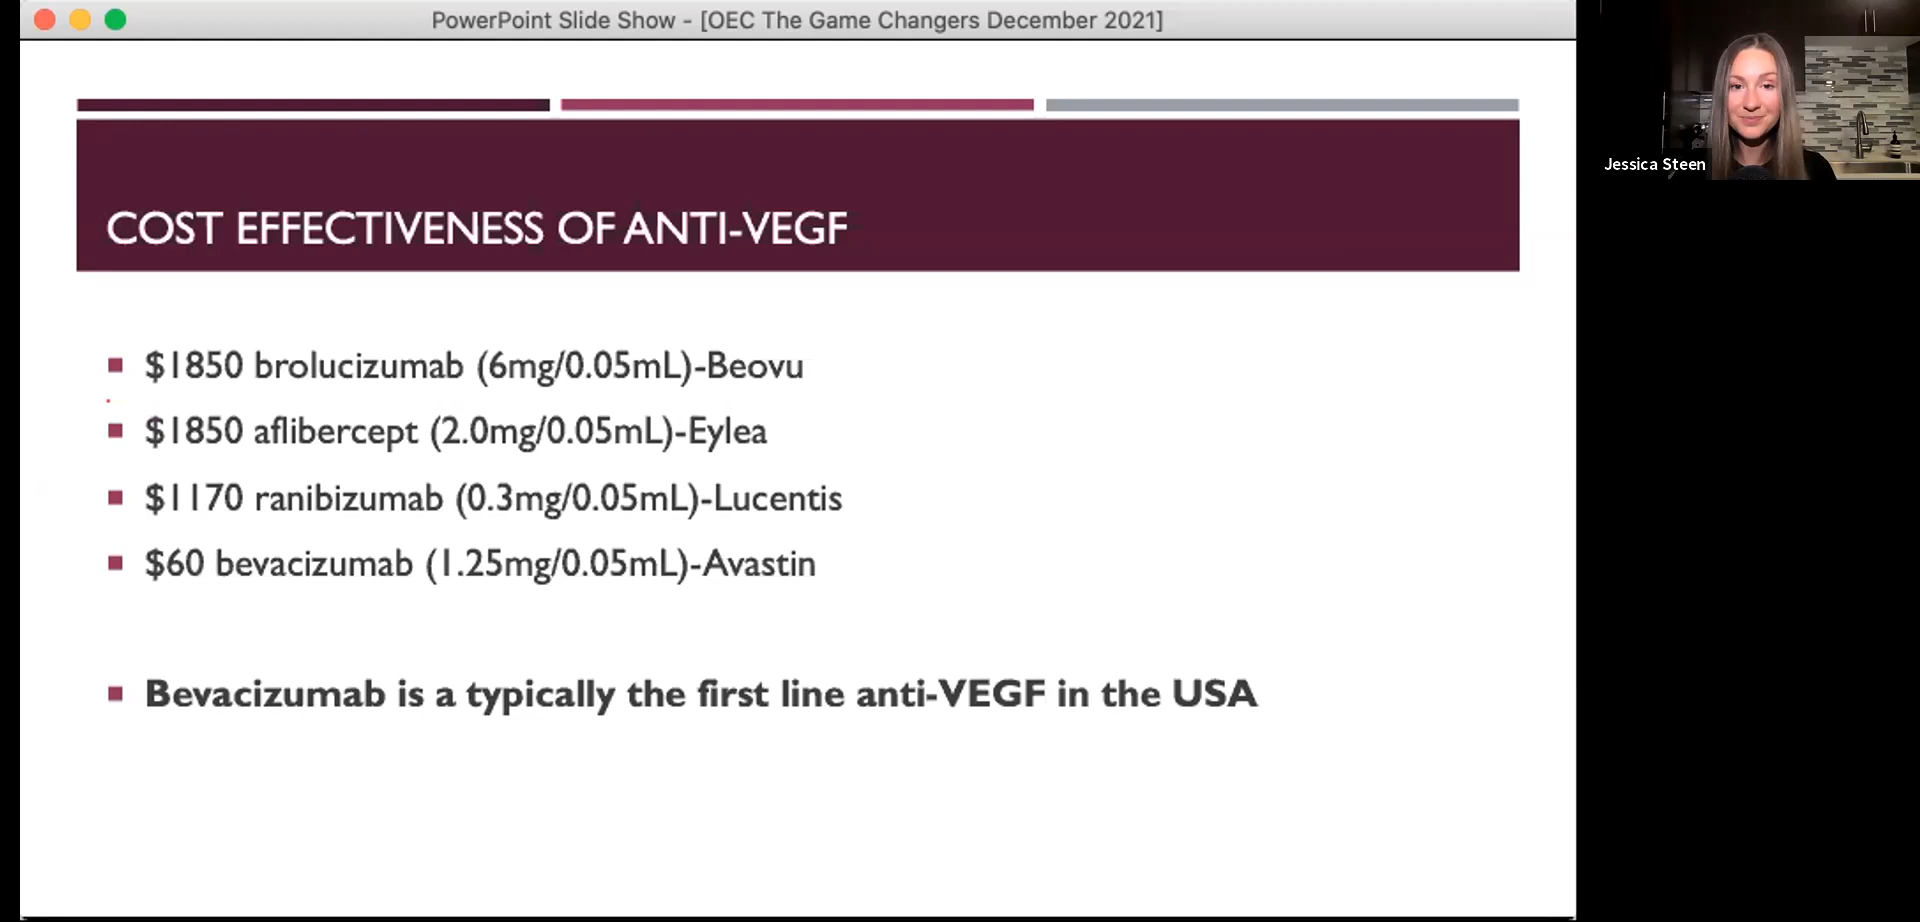 PowerPoint Slide Show - [OEC The Game Changers December 2021]
COST EFFECTIVENESS OF ANTI-VEGF
$1850 brolucizumab (6mg/0.05mL)-Beovu
$1850 aflibercept (2.0mg/0.05mL)-Eylea
$1170 ranibizumab (0.3mg/0.05mL)-Lucentis
$60 bevacizumab (1.25mg/0.05mL)-Avastin
Bevacizumab is a typically the first line anti-VEGF in the USA
Jessica Steen